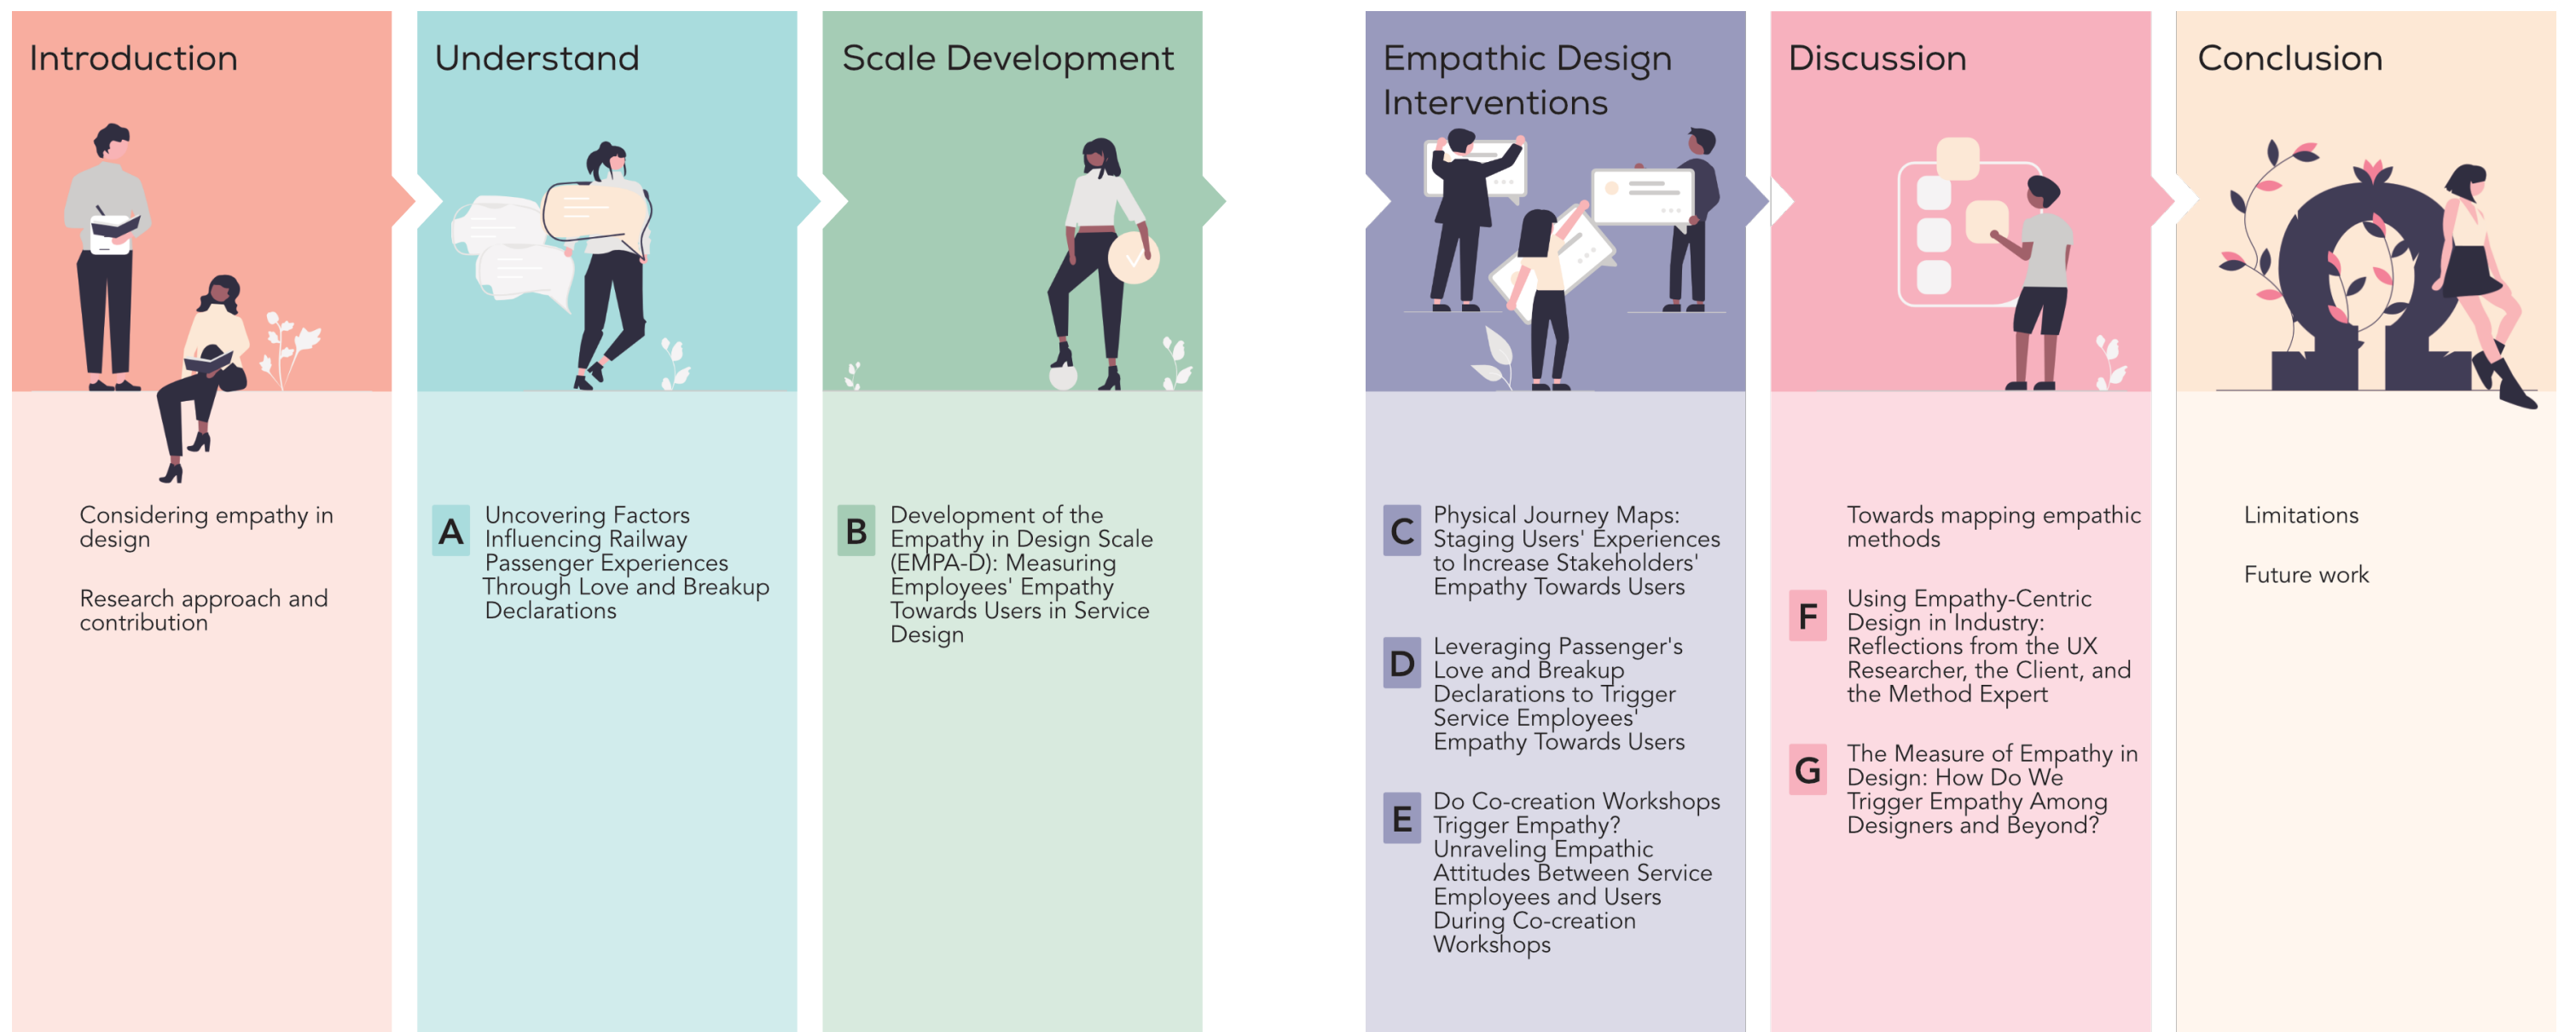 Introduction
Considering empathy in
design
Research approach and
contribution
Understand
A
Uncovering Factors
Influencing Railway
Passenger Experiences
Through Love and Breakup
Declarations
Scale Development
B
Development of the
Empathy in Design Scale
(EMPA-D): Measuring
Employees' Empathy
Towards Users in Service
Design
Empathic Design
Interventions
C
Physical Journey Maps:
Staging Users' Experiences
to Increase Stakeholders'
Empathy Towards Users
D
Leveraging Passenger's
Love and Breakup
Declarations to Trigger
Service Employees'
Empathy Towards Users
E
Do Co-creation Workshops
Trigger Empathy?
Unraveling Empathic
Attitudes Between Service
Employees and Users
During Co-creation
Workshops
Discussion
Towards mapping empathic
methods
F
Using Empathy-Centric
Design in Industry:
Reflections from the UX
Researcher, the Client, and
the Method Expert
G
The Measure of Empathy in
Design: How Do We
Trigger Empathy Among
Designers and Beyond?
Conclusion
Limitations
Future work